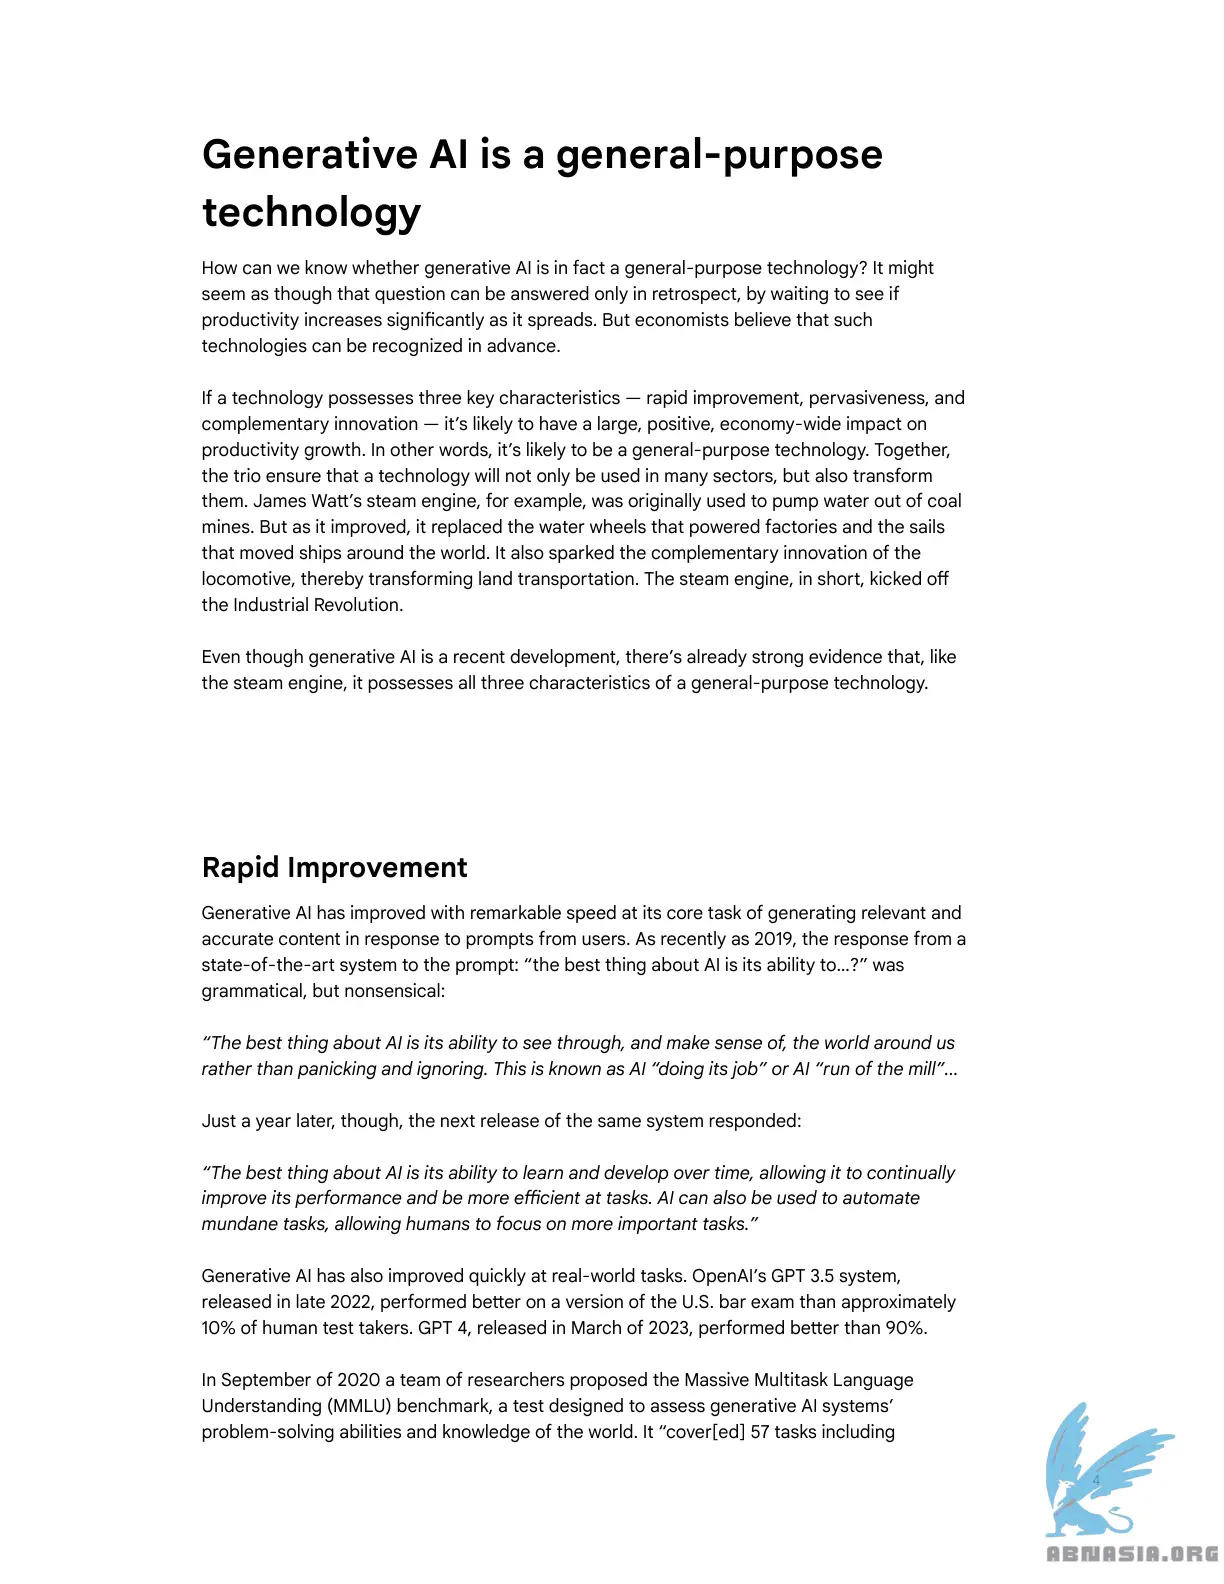 Generative AI is a general-purpose
technology
How can we know whether generative AI is in fact a general-purpose technology? It might
seem as though that question can be answered only in retrospect, by waiting to see if
productivity increases significantly as it spreads. But economists believe that such
technologies can be recognized in advance.
If a technology possesses three key characteristics — rapid improvement, pervasiveness, and
complementary innovation — it’s likely to have a large, positive, economy-wide impact on
productivity growth. In other words, it’s likely to be a general-purpose technology. Together,
the trio ensure that a technology will not only be used in many sectors, but also transform
them. James Watt’s steam engine, for example, was originally used to pump water out of coal
mines. But as it improved, it replaced the water wheels that powered factories and the sails
that moved ships around the world. It also sparked the complementary innovation of the
locomotive, thereby transforming land transportation. The steam engine, in short, kicked off
the Industrial Revolution.
Even though generative AI is a recent development, there’s already strong evidence that, like
the steam engine, it possesses all three characteristics of a general-purpose technology.
Rapid Improvement
Generative AI has improved with remarkable speed at its core task of generating relevant and
accurate content in response to prompts from users. As recently as 2019, the response from a
state-of-the-art system to the prompt: “the best thing about AI is its ability to...?” was
grammatical, but nonsensical:
“The best thing about AI is its ability to see through, and make sense of, the world around us
rather than panicking and ignoring. This is known as AI “doing its job” or AI “run of the mill”...
Just a year later, though, the next release of the same system responded:
“The best thing about AI is its ability to learn and develop over time, allowing it to continually
improve its performance and be more efficient at tasks. AI can also be used to automate
mundane tasks, allowing humans to focus on more important tasks.”
Generative AI has also improved quickly at real-world tasks. OpenAI’s GPT 3.5 system,
released in late 2022, performed better on a version of the U.S. bar exam than approximately
10% of human test takers. GPT 4, released in March of 2023, performed better than 90%.
In September of 2020 a team of researchers proposed the Massive Multitask Language
Understanding (MMLU) benchmark, a test designed to assess generative AI systems’
problem-solving abilities and knowledge of the world. It “cover[ed] 57 tasks including
4
ABNASIA.ORG